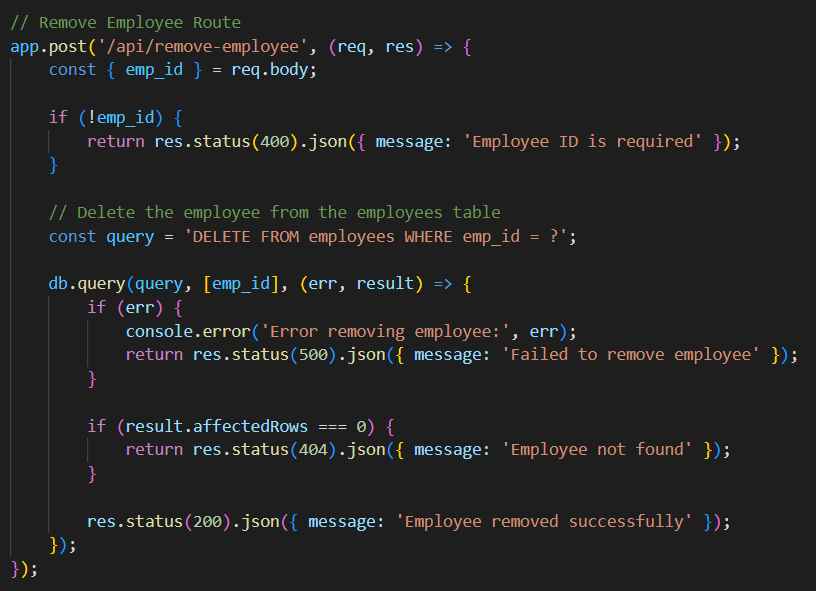 // Remove Employee Route
app.post('/api/remove-employee', (req, res) => {
    const { emp_id } = req.body;

    if (!emp_id) {
        return res.status(400).json({ message: 'Employee ID is required' });
    }

    // Delete the employee from the employees table
    const query = 'DELETE FROM employees WHERE emp_id = ?';

    db.query(query, [emp_id], (err, result) => {
        if (err) {
            console.error('Error removing employee:', err);
            return res.status(500).json({ message: 'Failed to remove employee' });
        }

        if (result.affectedRows === 0) {
            return res.status(404).json({ message: 'Employee not found' });
        }

        res.status(200).json({ message: 'Employee removed successfully' });
    });
});